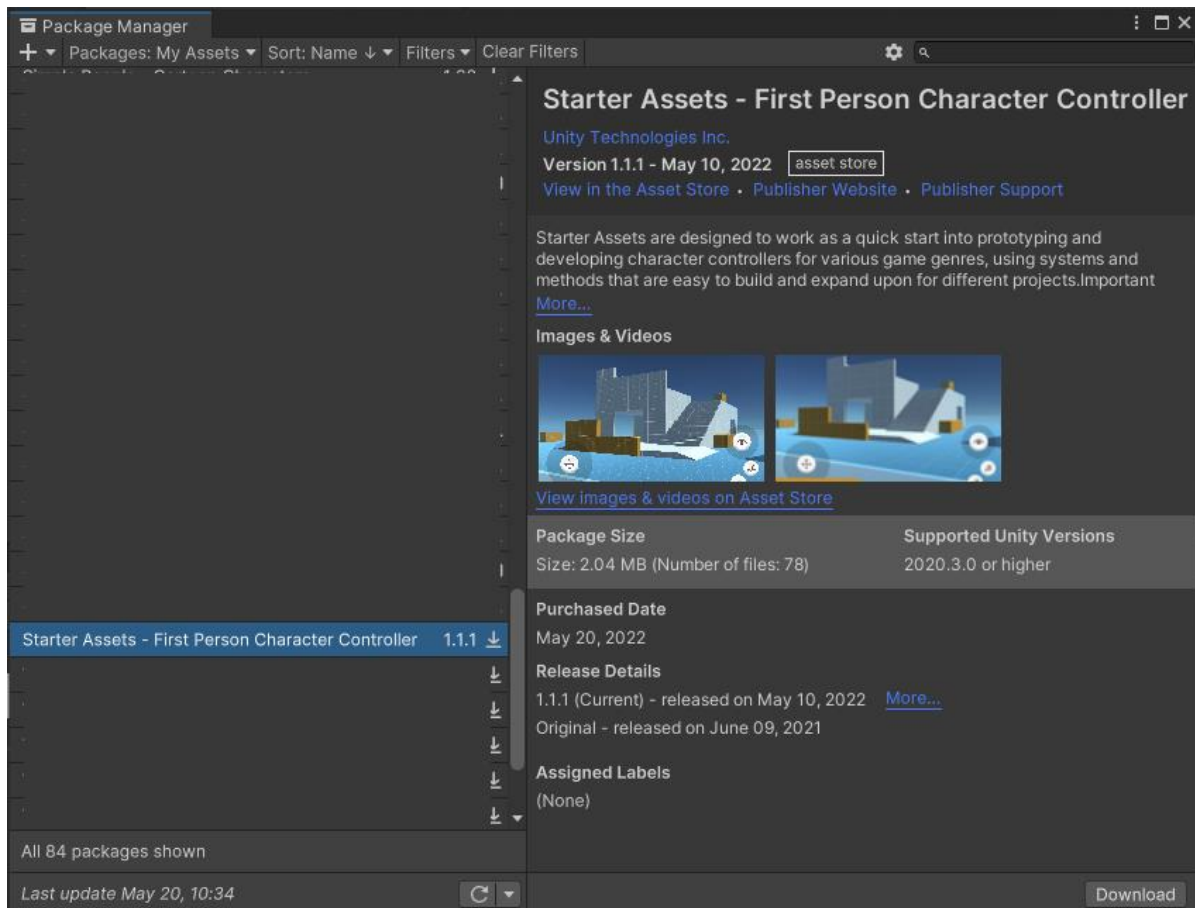 Package Manager
Packages: My Assets Sort: Name Filters Clear Filters
Starter Assets - First Person Character Controller
Unity Technologies Inc.
Version 1.1.1 - May 10, 2022 asset store
View in the Asset Store • Publisher Website • Publisher Support
Starter Assets are designed to work as a quick start into prototyping and
developing character controllers for various game genres, using systems and
methods that are easy to build and expand upon for different projects.Important
More...
Images & Videos
View images & videos on Asset Store
Package Size
Size: 2.04 MB (Number of files: 78)
Supported Unity Versions
2020.3.0 or higher
Purchased Date
May 20, 2022
Release Details
1.1.1 (Current) - released on May 10, 2022 More...
Original - released on June 09, 2021
Assigned Labels
(None)
Starter Assets - First Person Character Controller 1.1.1
All 84 packages shown
Last update May 20, 10:34
Download